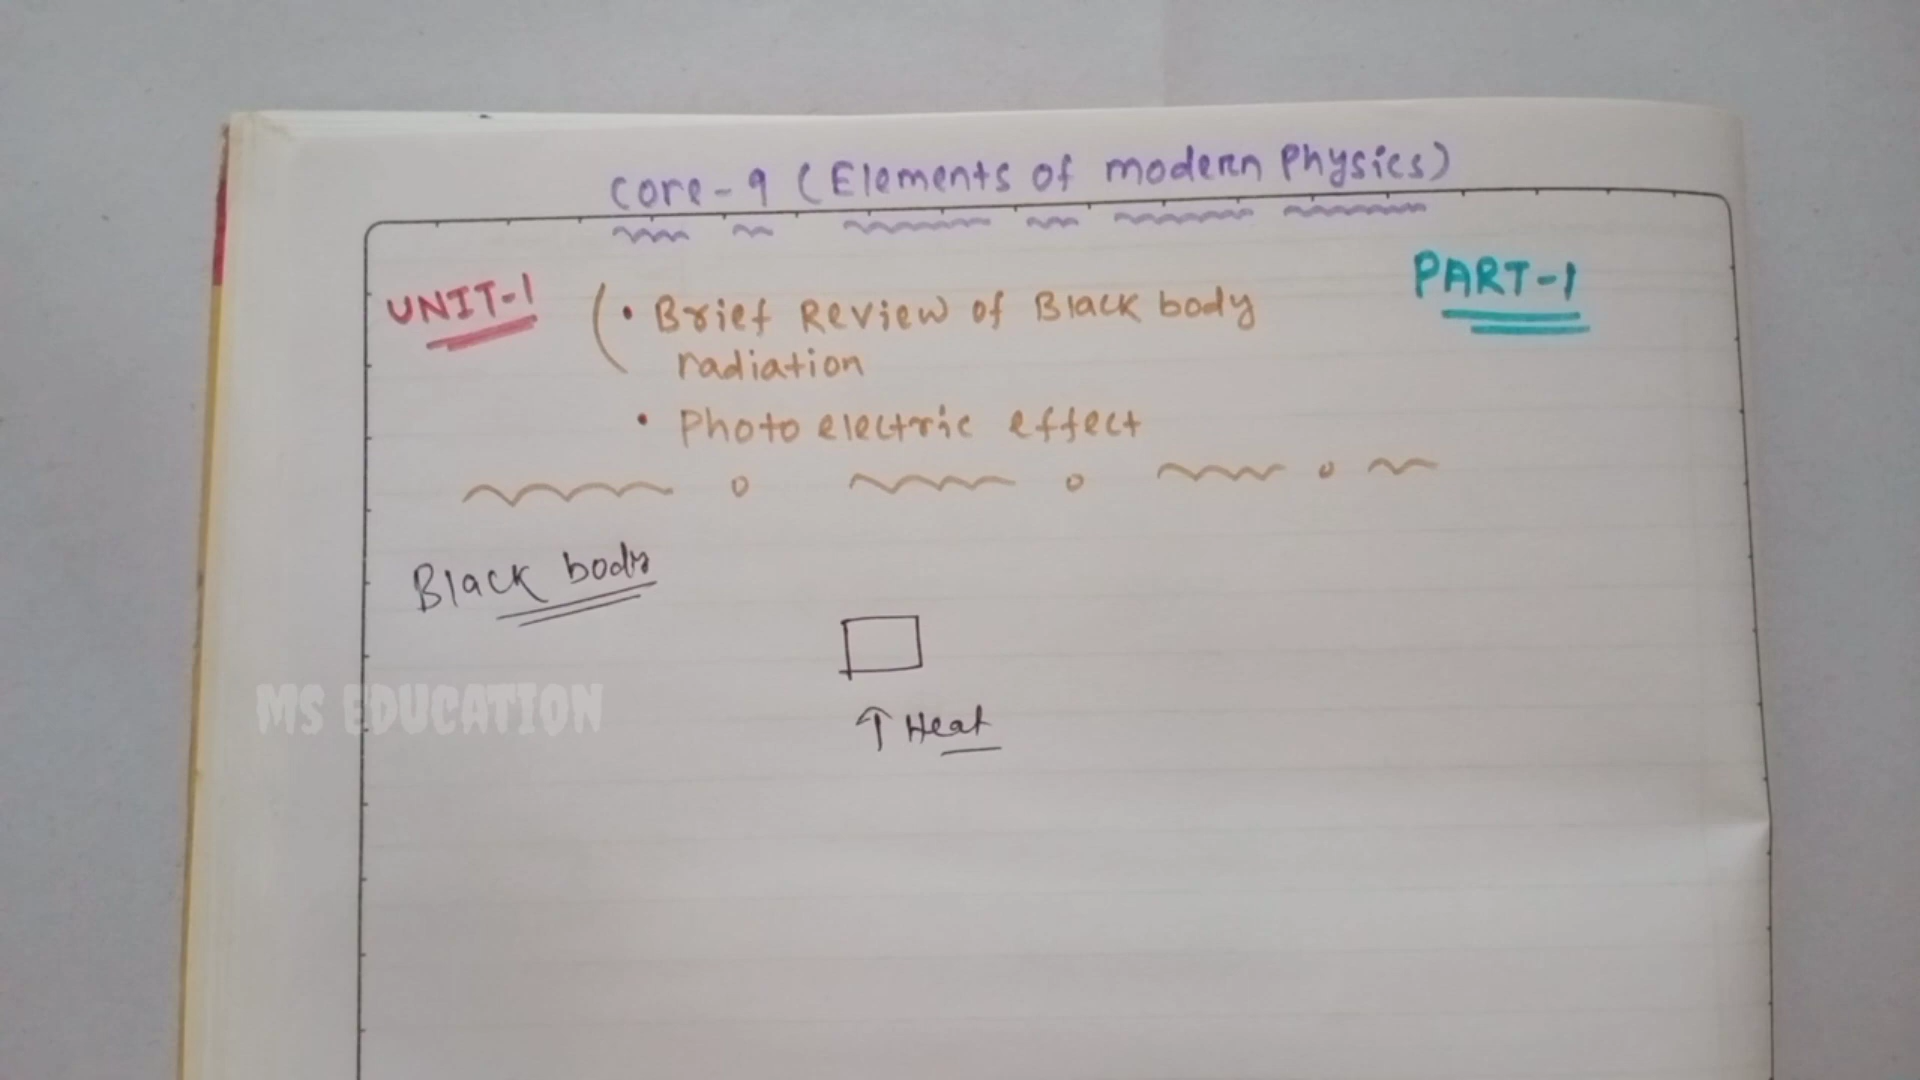 Core-9 (Elements of modern Physics)
UNIT-1
PART-1
(• Brief Review of Black body
radiation
• Photo electric effect
Black body
MS EDUCATION
↑ Heat